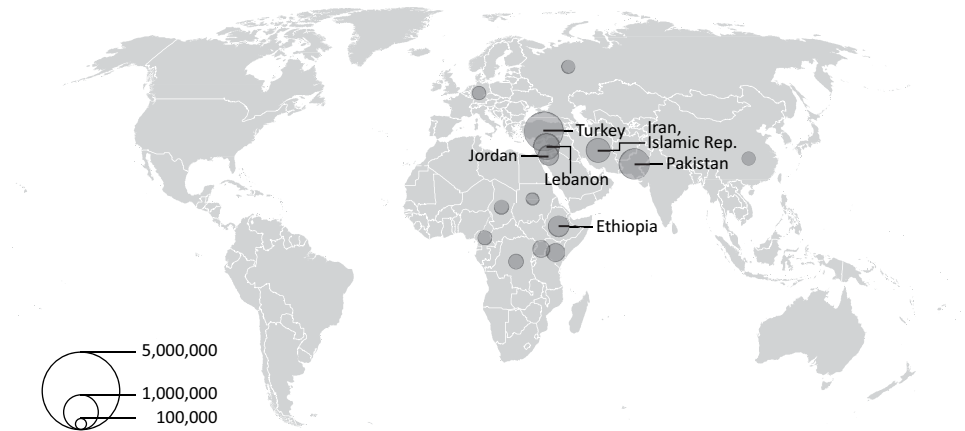 Turkey
Iran,
Islamic Rep.
Jordan
Pakistan
Lebanon
Ethiopia
5,000,000
1,000,000
100,000